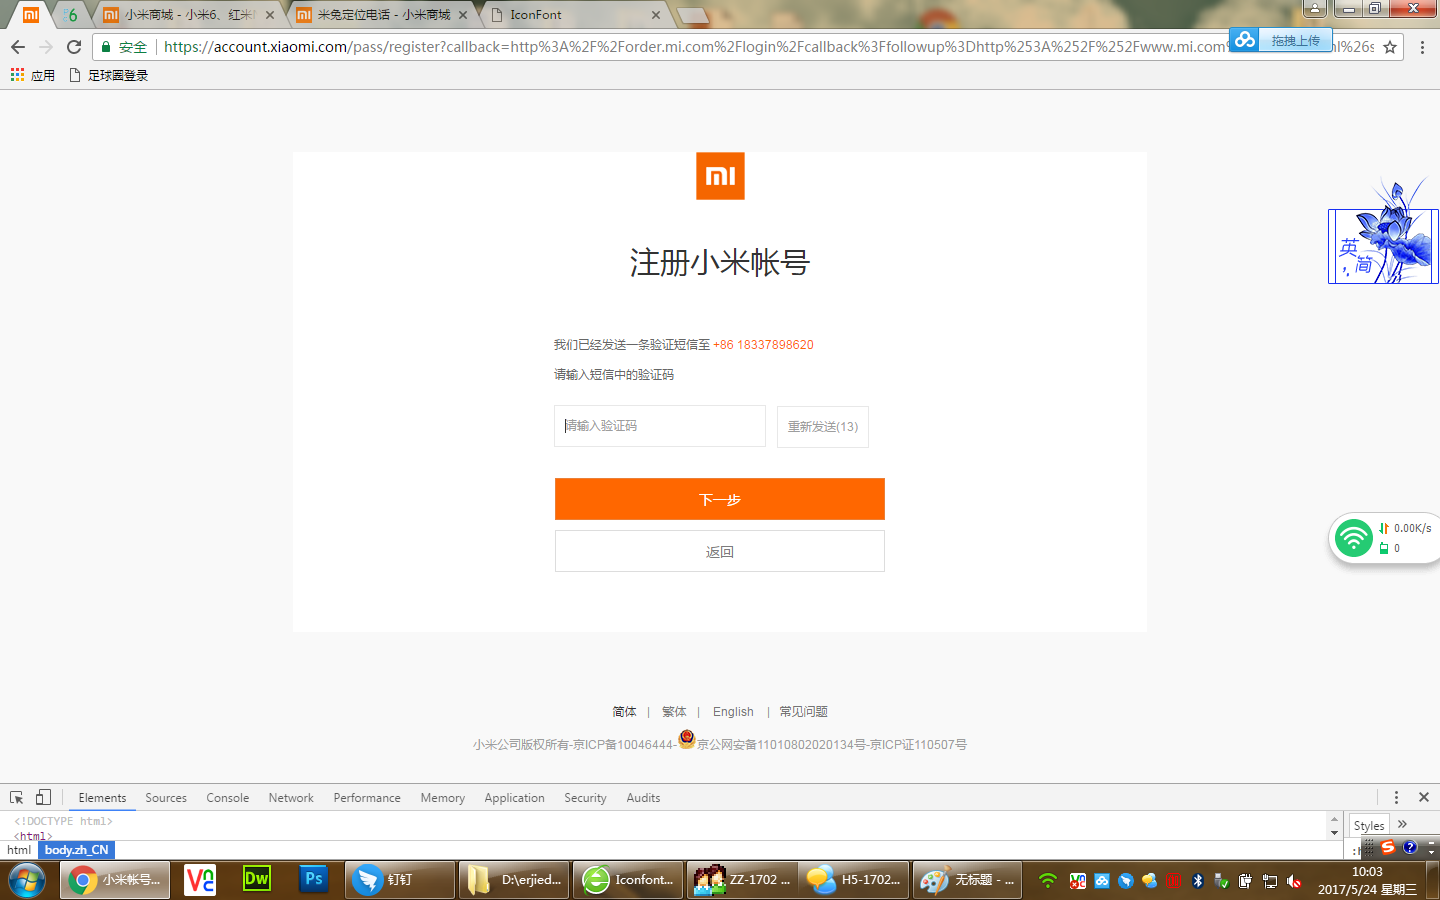 小米商城 - 小米6、红米
米兔定位电话 - 小米商城
IconFont
安全
https://account.xiaomi.com/pass/register?callback=http%3A%2F%2Forder.mi.com%2Flogin%2Fcallback%3Ffollowup%3Dhttp%253A%252F%252Fwww.mi.com
拖拽上传
应用
足球圈登录
注册小米帐号
英
简
我们已经发送一条验证短信至 +86 18337898620
请输入短信中的验证码
请输入验证码
重新发送(13)
下一步
返回
0.00K/s
0
简体 | 繁体 | English | 常见问题
小米公司版权所有-京ICP备10046444-京公网安备11010802020134号-京ICP证110507号
Elements Sources Console Network Performance Memory Application Security Audits
<!DOCTYPE html>
<html>
Styles
html body.zh_CN
小米帐号...
Dw
Ps
钉钉
D:\erjied...
Iconfont...
ZZ-1702 ...
H5-1702...
无标题 - ...
10:03
2017/5/24 星期三